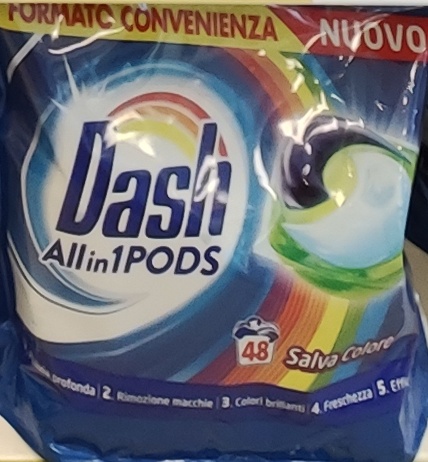 FORMATO CONVENIENZA
NUOVO
Dash
All in 1 PODS
48
Salva Colore
profonda | 2. Rimozione macchie | 3. Colori brillanti | 4. Freschezza | 5.